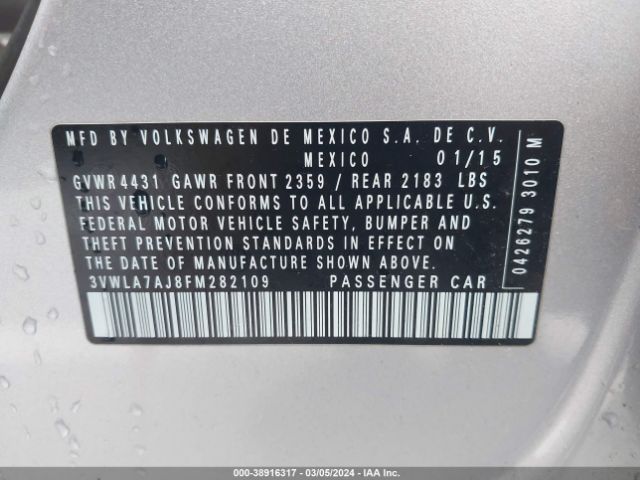 MFD BY VOLKSWAGEN DE MEXICO S.A. DE C.V.
MEXICO 01/15
GVWR 4431 GAWR FRONT 2359 / REAR 2183 LBS
THIS VEHICLE CONFORMS TO ALL APPLICABLE U.S.
FEDERAL MOTOR VEHICLE SAFETY, BUMPER AND
THEFT PREVENTION STANDARDS IN EFFECT ON
THE DATE OF MANUFACTURE SHOWN ABOVE.
3VWLA7AJ8FM282109 PASSENGER CAR
0426279 3010 M
000-38916317 - 03/05/2024 - IAAI Inc.